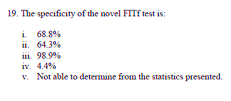 19. The specificity of the novel FITf test is:
i. 68.8%
ii. 64.3%
iii. 98.9%
iv. 4.4%
v. Not able to determine from the statistics presented.